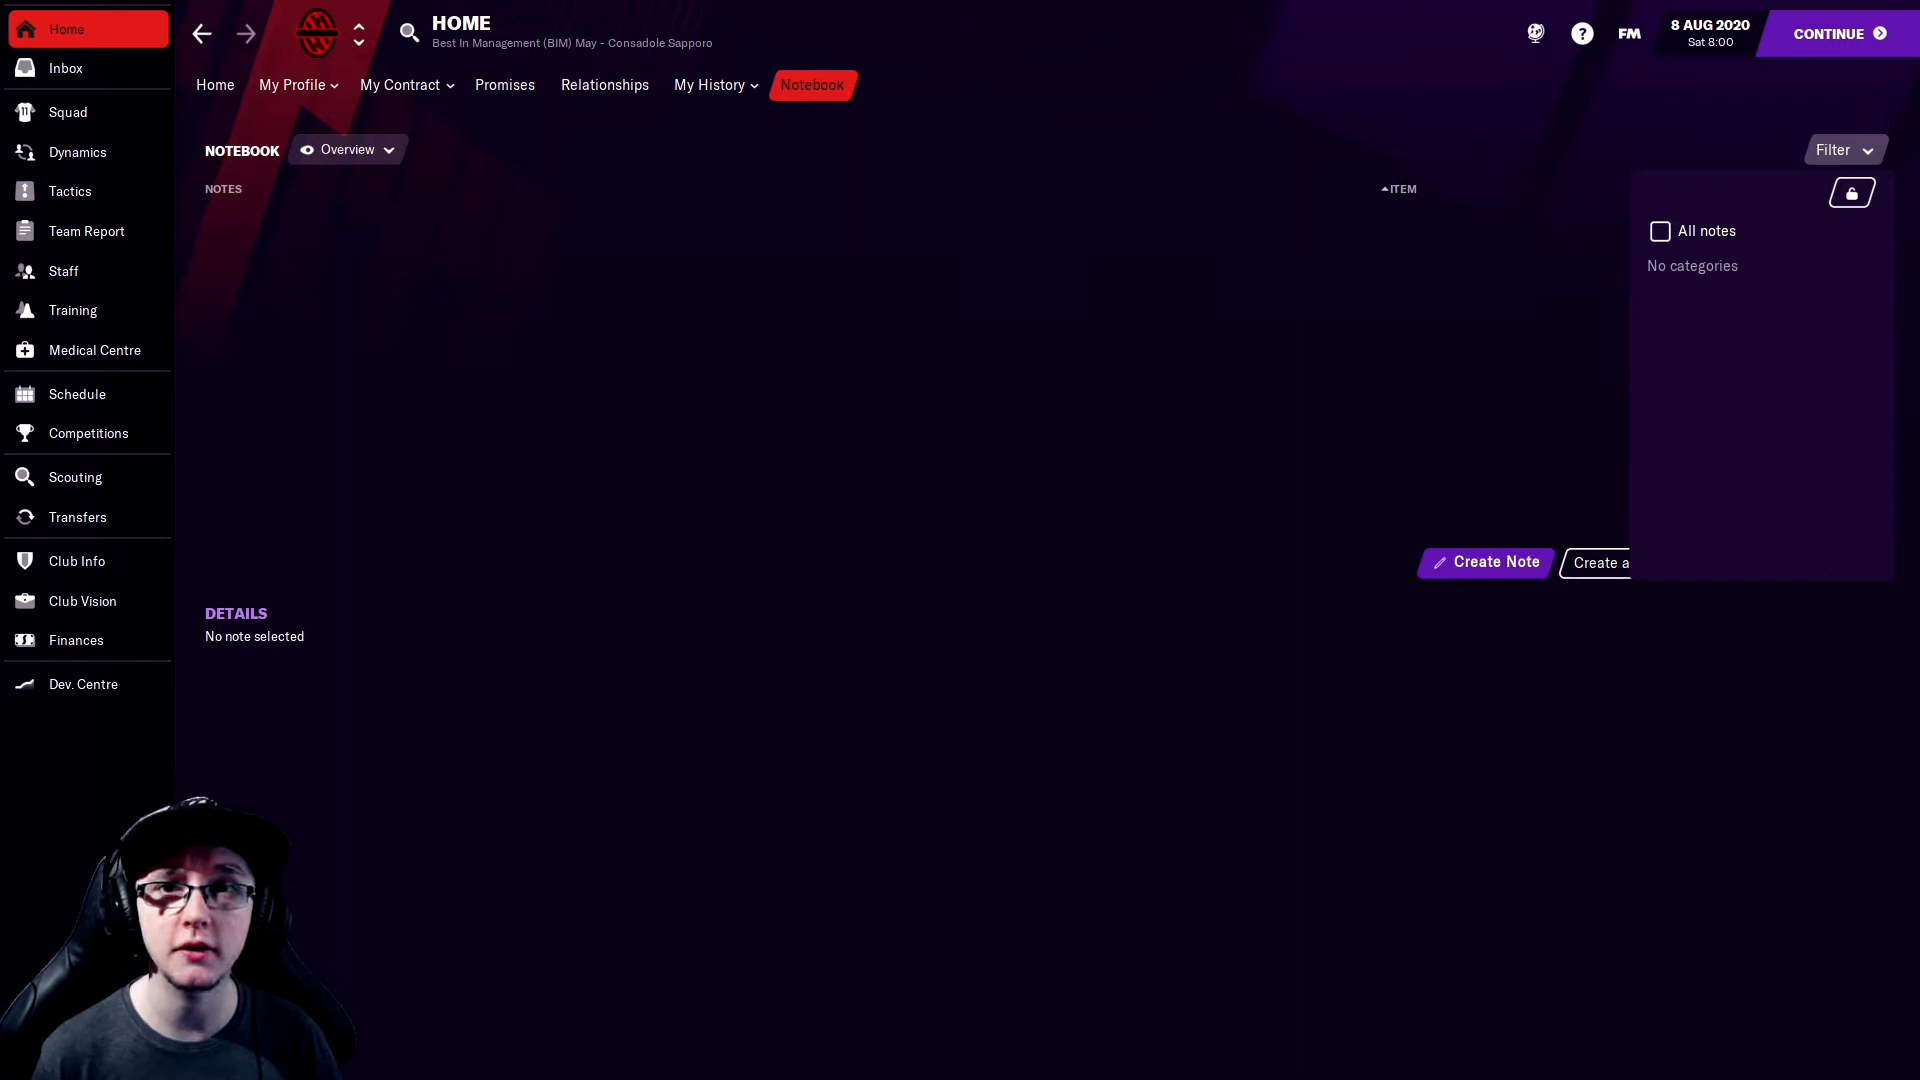 Home
Inbox
Squad
Dynamics
Tactics
Team Report
Staff
Training
Medical Centre
Schedule
Competitions
Scouting
Transfers
Club Info
Club Vision
Finances
Dev. Centre
HOME
Best In Management (BIM) May - Consadole Sapporo
FM
8 AUG 2020
Sat 8:00
CONTINUE
Home My Profile My Contract Promises Relationships My History Notebook
NOTEBOOK Overview
Filter
NOTES
ITEM
All notes
No categories
Create Note
Create a
DETAILS
No note selected